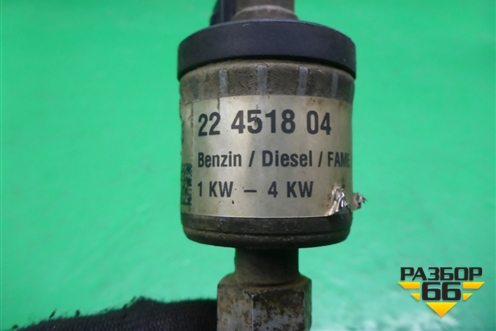 22 4518 04
Benzin / Diesel / FAME
1 KW – 4 KW
РАЗБОР
66